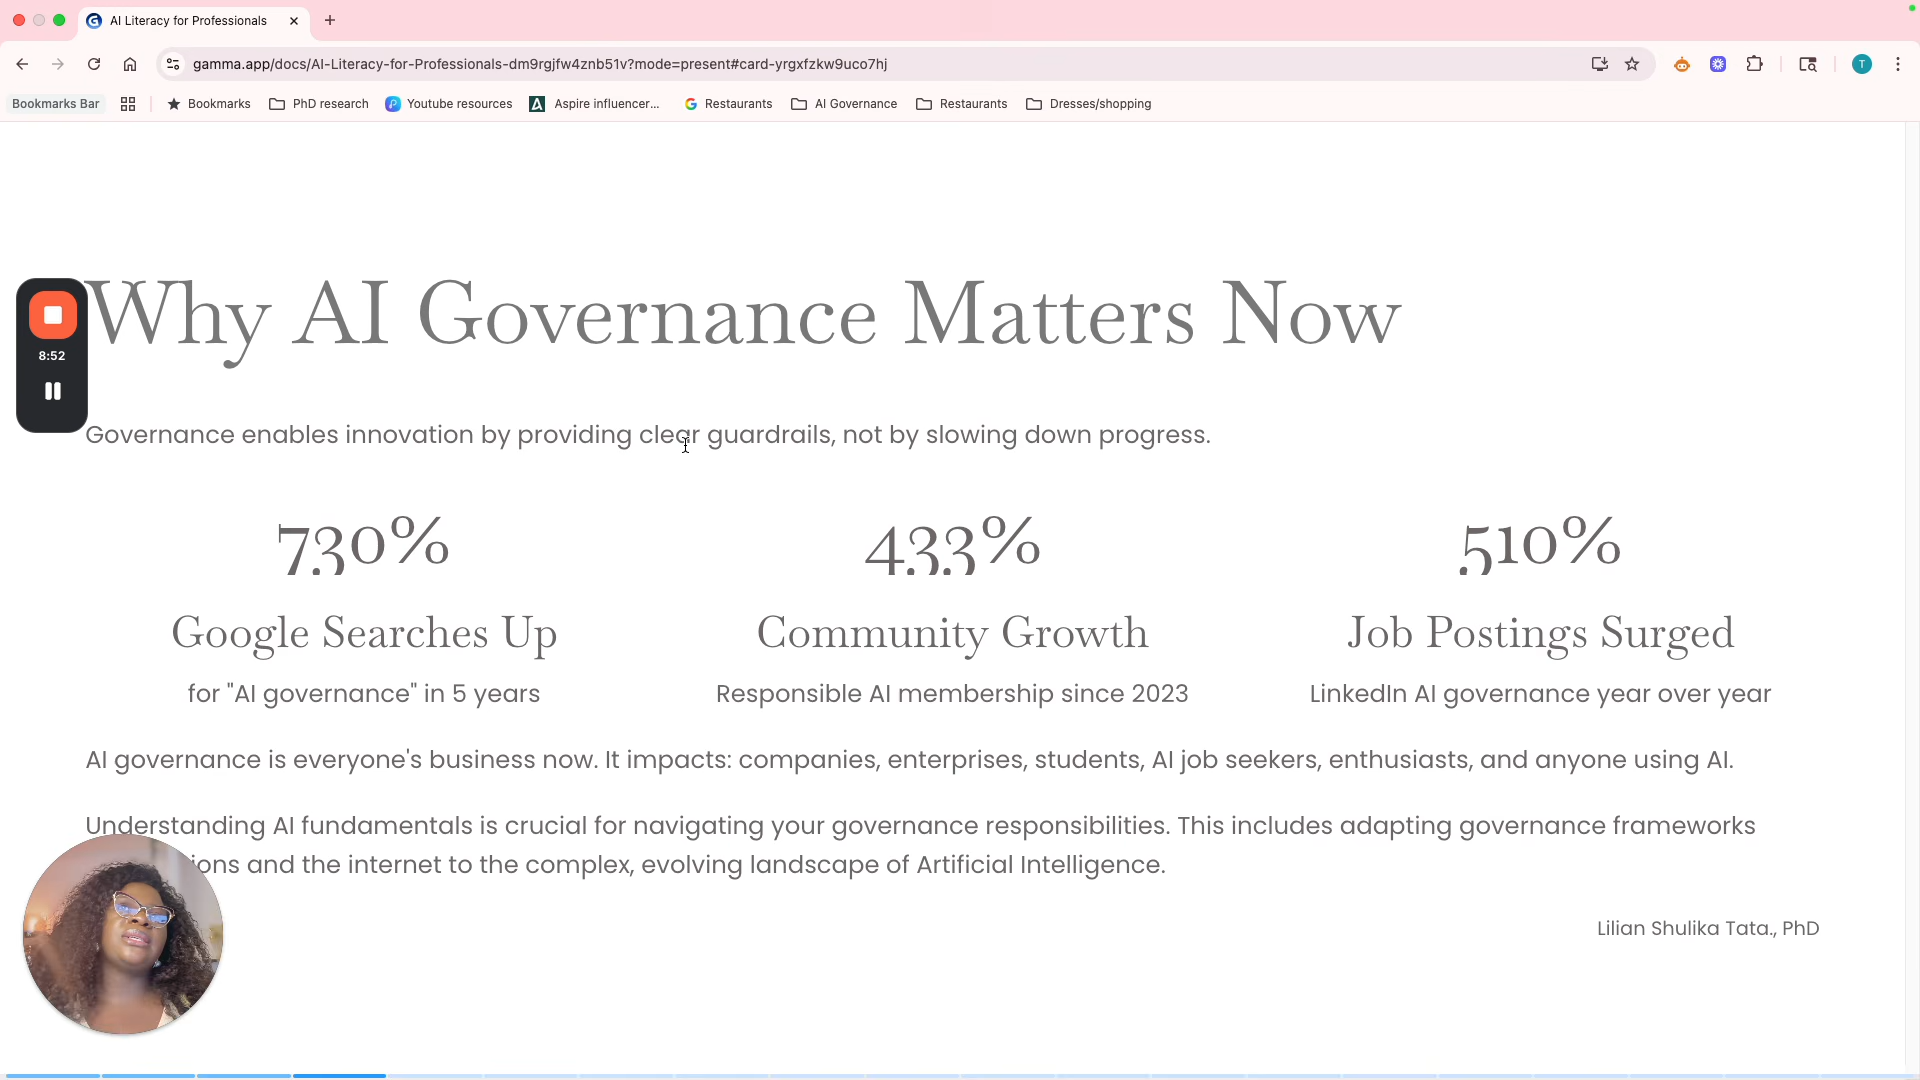 AI Literacy for Professionals
gamma.app/docs/AI-Literacy-for-Professionals-dm9rgjfw4znb51v?mode=present#card-yrgxfzkw9uco7hj
T
Bookmarks Bar
Bookmarks
PhD research
Youtube resources
Aspire influencer...
Restaurants
AI Governance
Restaurants
Dresses/shopping
Why AI Governance Matters Now
8:52
Governance enables innovation by providing clear guardrails, not by slowing down progress.
730%
433%
510%
Google Searches Up
Community Growth
Job Postings Surged
for "AI governance" in 5 years
Responsible AI membership since 2023
LinkedIn AI governance year over year
AI governance is everyone's business now. It impacts: companies, enterprises, students, AI job seekers, enthusiasts, and anyone using AI.
Understanding AI fundamentals is crucial for navigating your governance responsibilities. This includes adapting governance frameworks
and the internet to the complex, evolving landscape of Artificial Intelligence.
Lilian Shulika Tata., PhD